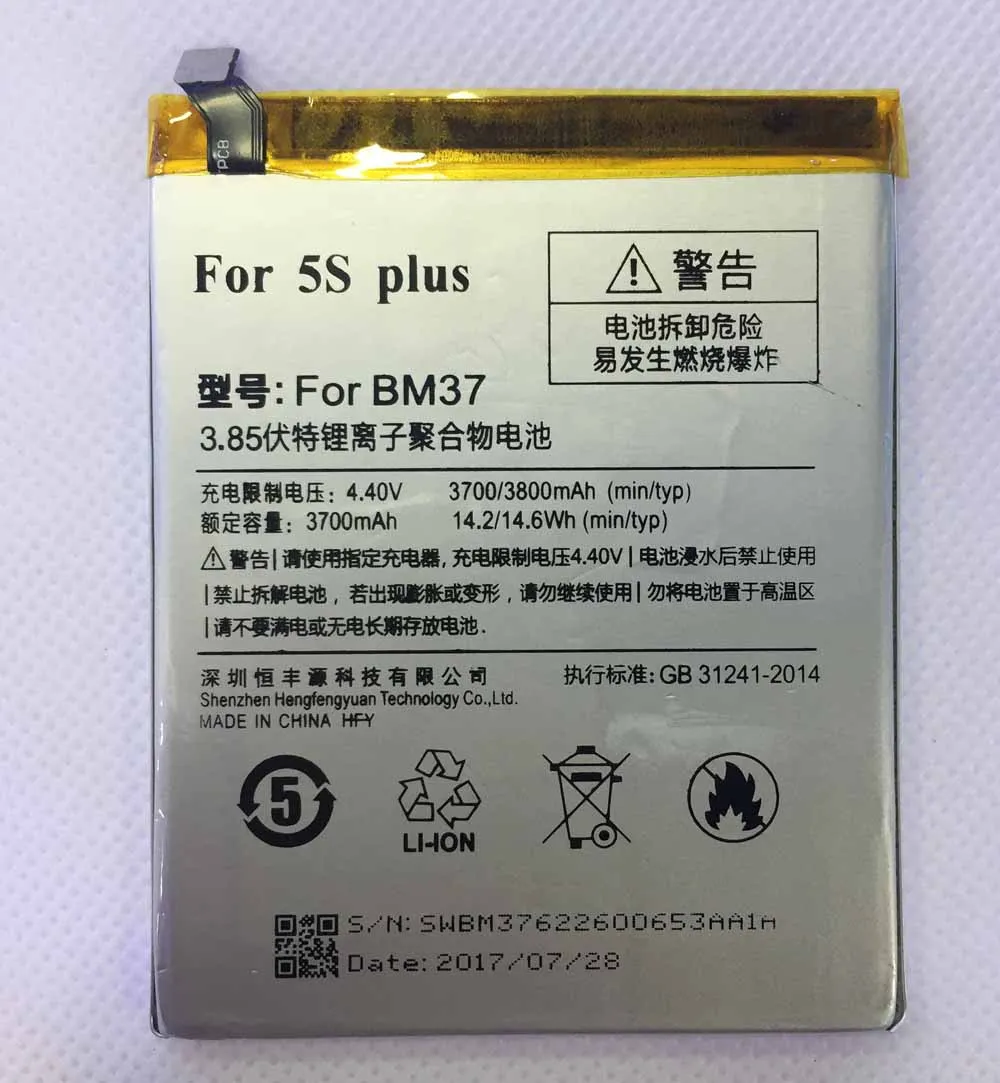 PCB
For 5S plus
警告
电池拆卸危险
易发生燃烧爆炸
型号: For BM37
3.85伏特锂离子聚合物电池
充电限制电压: 4.40V 3700/3800mAh (min/typ)
额定容量: 3700mAh 14.2/14.6Wh (min/typ)
警告|请使用指定充电器, 充电限制电压4.40V| 电池浸水后禁止使用
|禁止拆解电池, 若出现膨胀或变形, 请勿继续使用| 勿将电池置于高温区
|请不要满电或无电长期存放电池.
深圳恒丰源科技有限公司 执行标准: GB 31241-2014
Shenzhen Hengfengyuan Technology Co.,Ltd.
MADE IN CHINA HFY
5
LI-ION
S/N: SWBM37622600653AA1A
Date: 2017/07/28